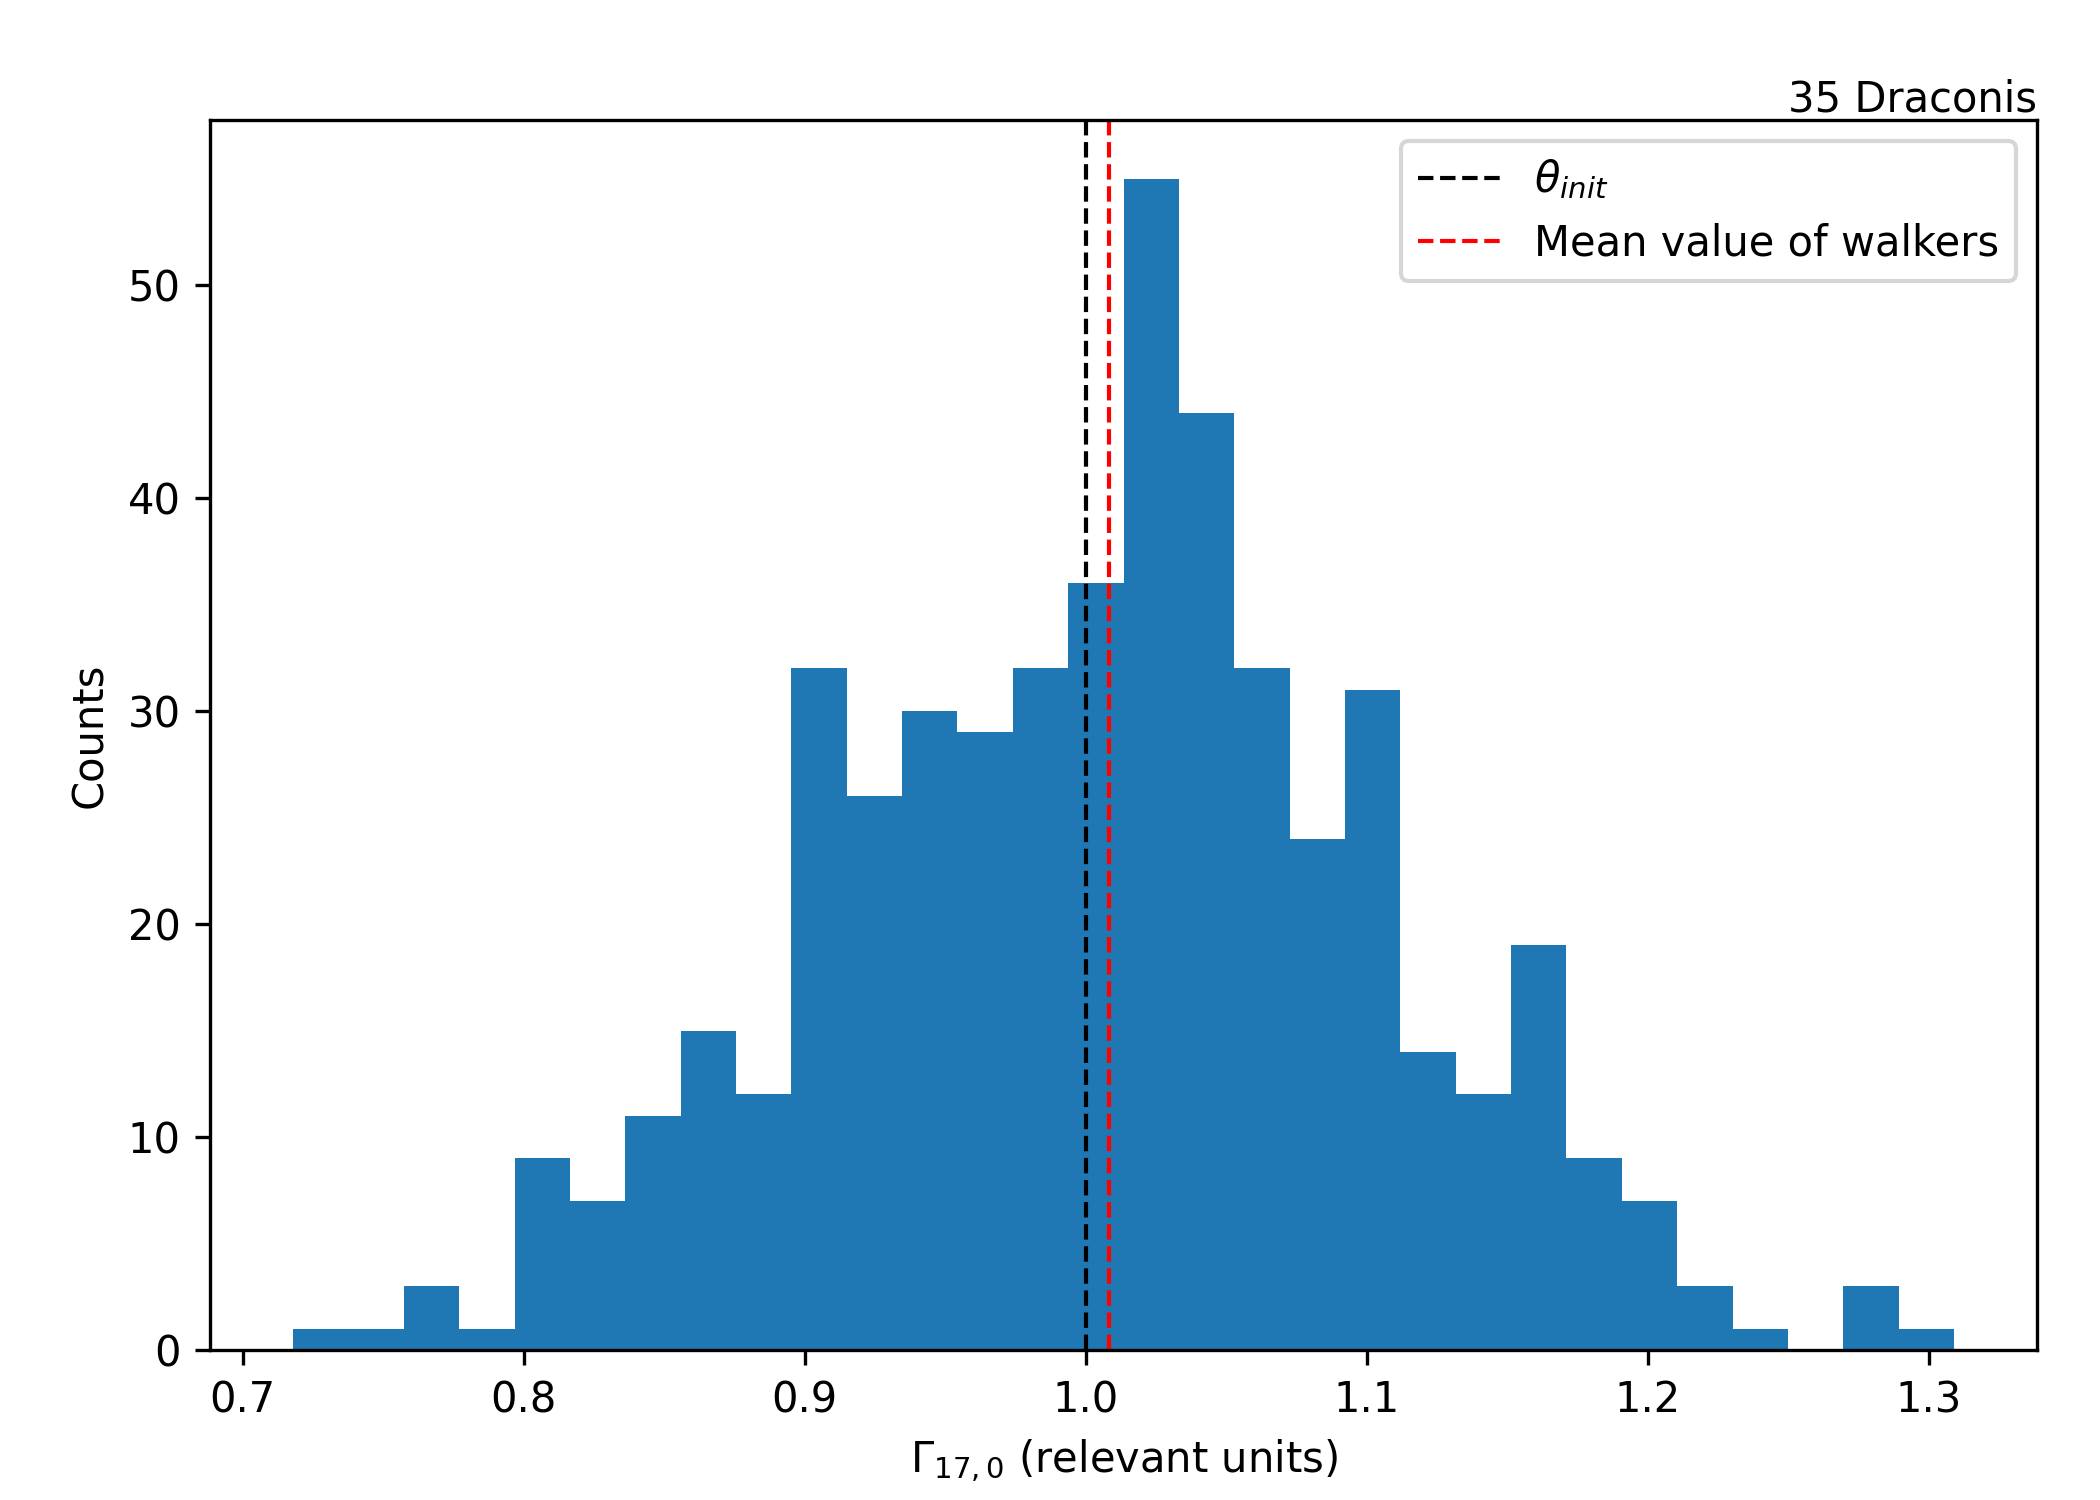 35 Draconis
θinit
Mean value of walkers
50
40
30
20
10
0
Counts
0.7 0.8 0.9 1.0 1.1 1.2 1.3
Γ17, 0 (relevant units)